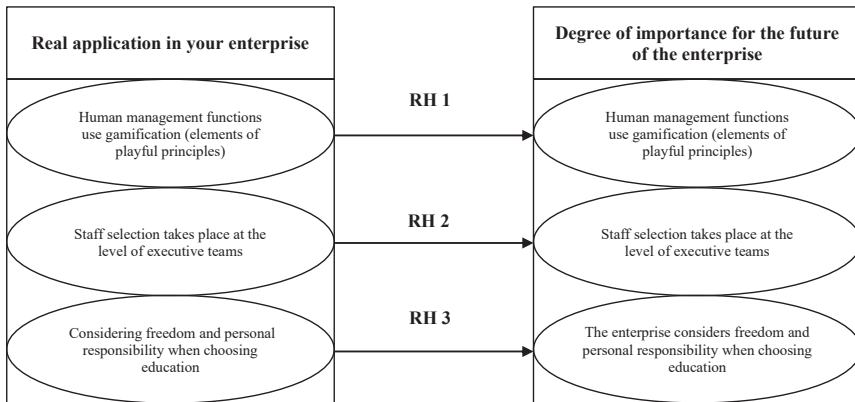 Real application in your enterprise
Degree of importance for the future
of the enterprise
Human management functions
use gamification (elements of
playful principles)
RH 1
Human management functions
use gamification (elements of
playful principles)
Staff selection takes place at the
level of executive teams
RH 2
Staff selection takes place at the
level of executive teams
Considering freedom and personal
responsibility when choosing
education
RH 3
The enterprise considers freedom and
personal responsibility when choosing
education